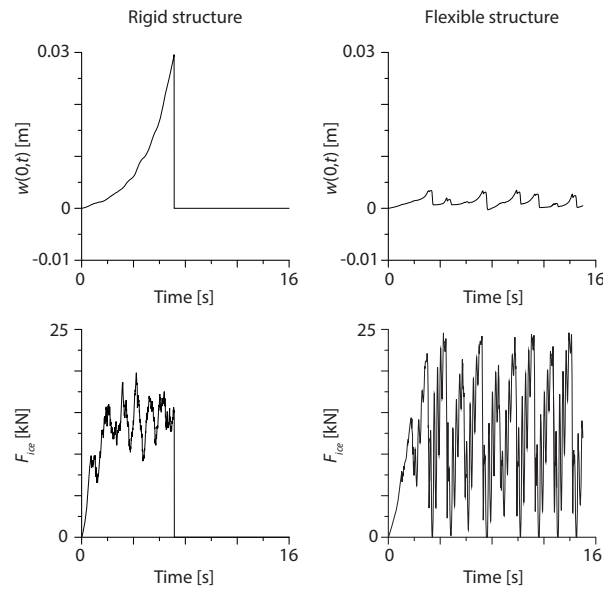 Rigid structure
Flexible structure
0.03
w(0,t) [m]
0
-0.01
0
16
Time [s]
0.03
w(0,t) [m]
0
-0.01
0
16
Time [s]
25
F_ice [kN]
0
0
16
Time [s]
25
F_ice [kN]
0
0
16
Time [s]